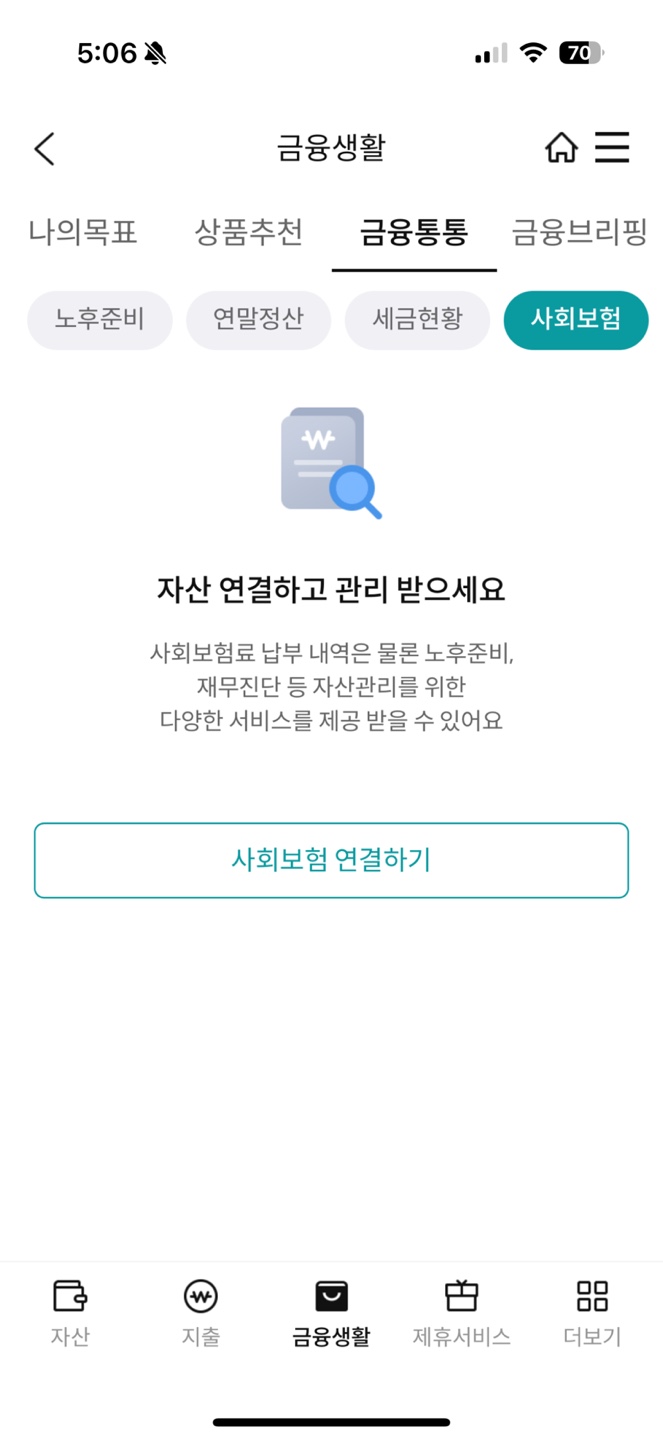 5:06
70
금융생활
나의목표 상품추천 금융통통 금융브리핑
노후준비 연말정산 세금현황 사회보험
자산 연결하고 관리 받으세요
사회보험료 납부 내역은 물론 노후준비,
재무진단 등 자산관리를 위한
다양한 서비스를 제공 받을 수 있어요
사회보험 연결하기
자산 지출 금융생활 제휴서비스 더보기